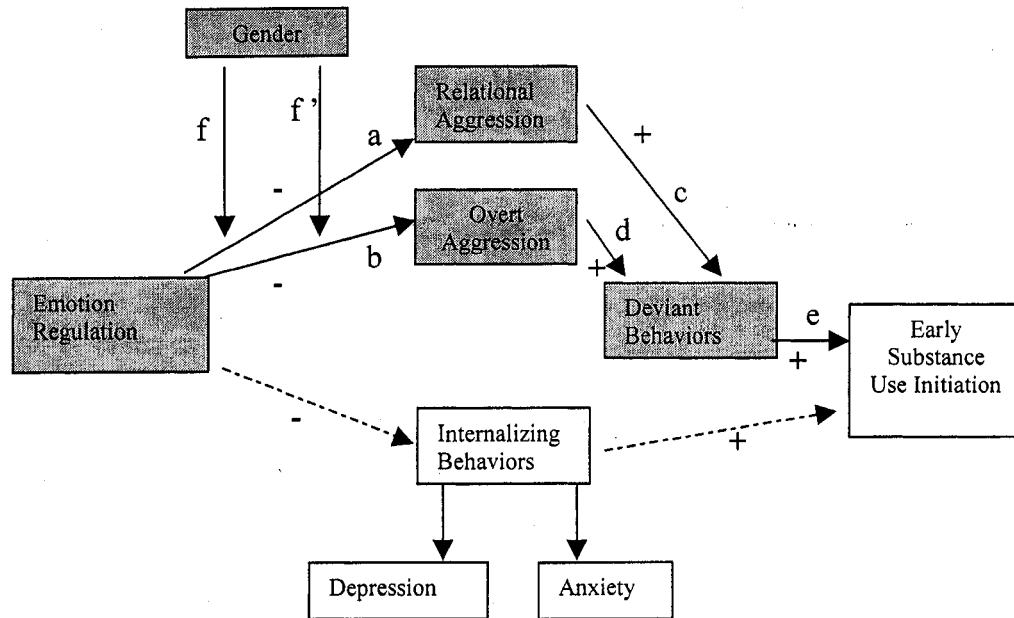 Gender
f
f ’
a
Relational
Aggression
+
c
-
Overt
Aggression
d
+
b
-
Emotion
Regulation
Deviant
Behaviors
e
+
Early
Substance
Use Initiation
-
Internalizing
Behaviors
+
Depression
Anxiety